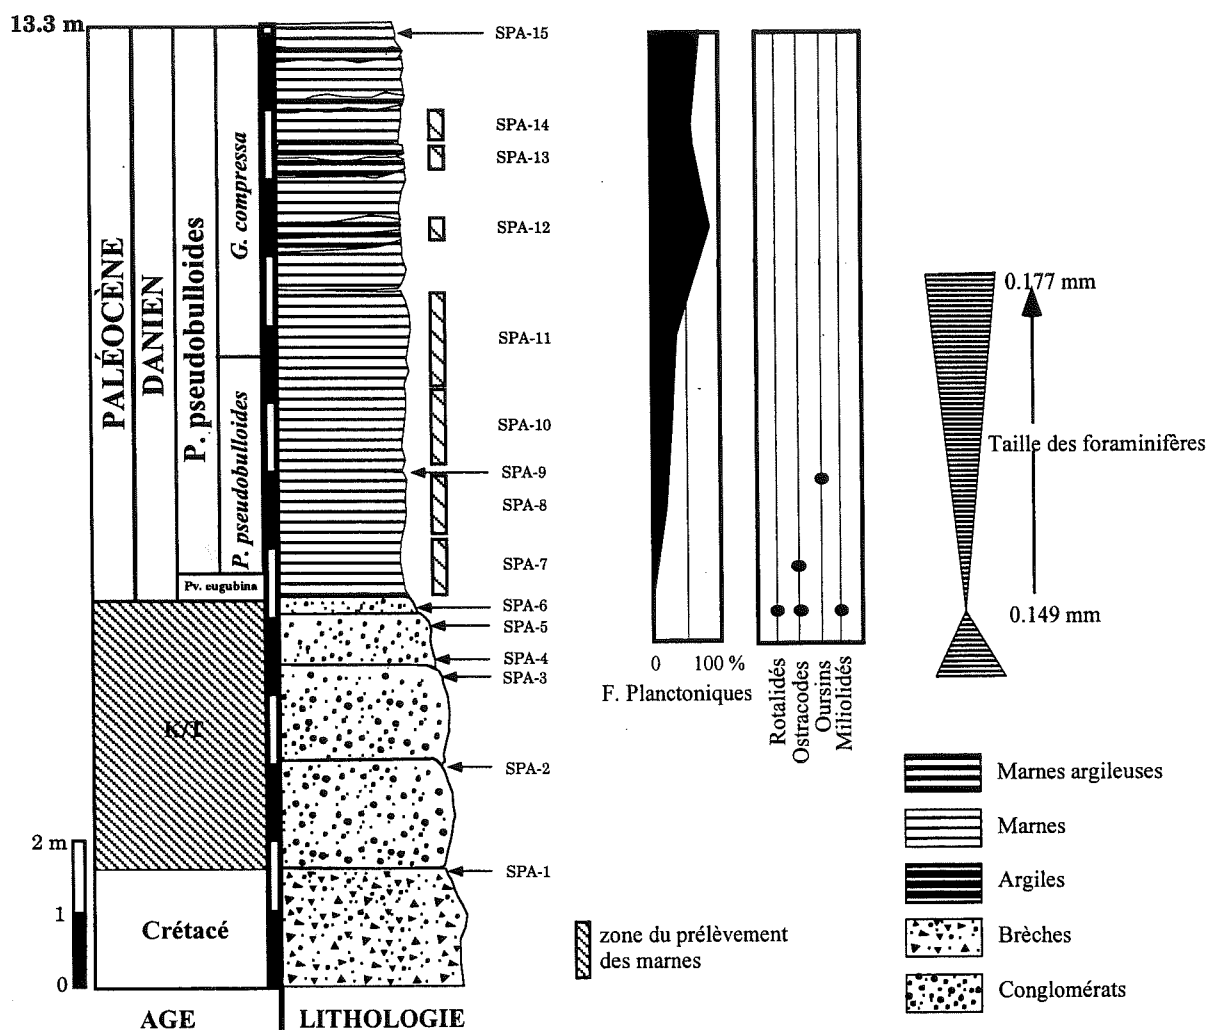 13.3 m
PALÉOCÈNE
DANIEN
P. pseudobulloides
G. compressa
P. pseudobulloides
Pv. eugubina
K/T
Crétacé
2 m
1
0
AGE
LITHOLOGIE
SPA-15
SPA-14
SPA-13
SPA-12
SPA-11
SPA-10
SPA-9
SPA-8
SPA-7
SPA-6
SPA-5
SPA-4
SPA-3
SPA-2
SPA-1
zone du prélèvement
des marnes
0 100 %
F. Planctoniques
Rotalidés
Ostracodes
Oursins
Miliolidés
0.177 mm
Taille des foraminifères
0.149 mm
Marnes argileuses
Marnes
Argiles
Brèches
Conglomérats